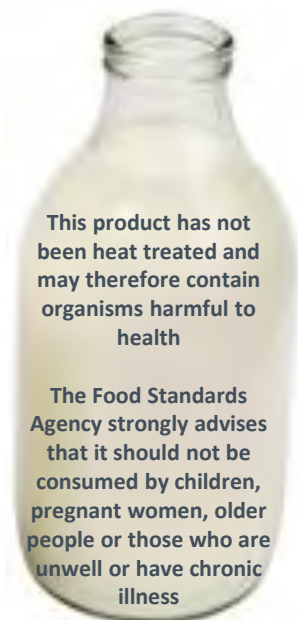 This product has not
been heat treated and
may therefore contain
organisms harmful to
health
The Food Standards
Agency strongly advises
that it should not be
consumed by children,
pregnant women, older
people or those who are
unwell or have chronic
illness